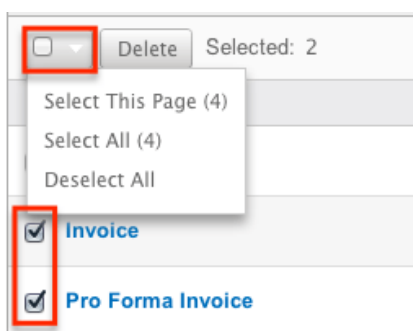 Delete Selected: 2
Select This Page (4)
Select All (4)
Deselect All
Invoice
Pro Forma Invoice